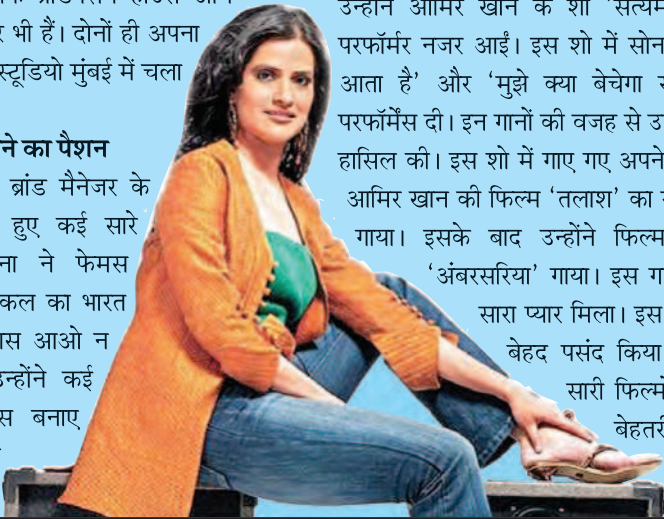 र भी हैं। दोनों ही अपना
स्टूडियो मुंबई में चला
ने का पैशन
ब्रांड मैनेजर के
हुए कई सारे
ना ने फेमस
कल का भारत
स आओ न
उन्होंने कई
स बनाए
उन्होंने आमिर खान के शो ‘सत्यम
परफॉर्मर नजर आईं। इस शो में सोन
आता है’ और ‘मुझे क्या बेचेगा
परफॉर्मेंस दी। इन गानों की वजह से उ
हासिल की। इस शो में गाए गए अपने
आमिर खान की फिल्म ‘तलाश’ का
गाया। इसके बाद उन्होंने फिल्म
‘अंबरसरिया’ गाया। इस गा
सारा प्यार मिला। इस
बेहद पसंद किया
सारी फिल्मों
बेहतरी